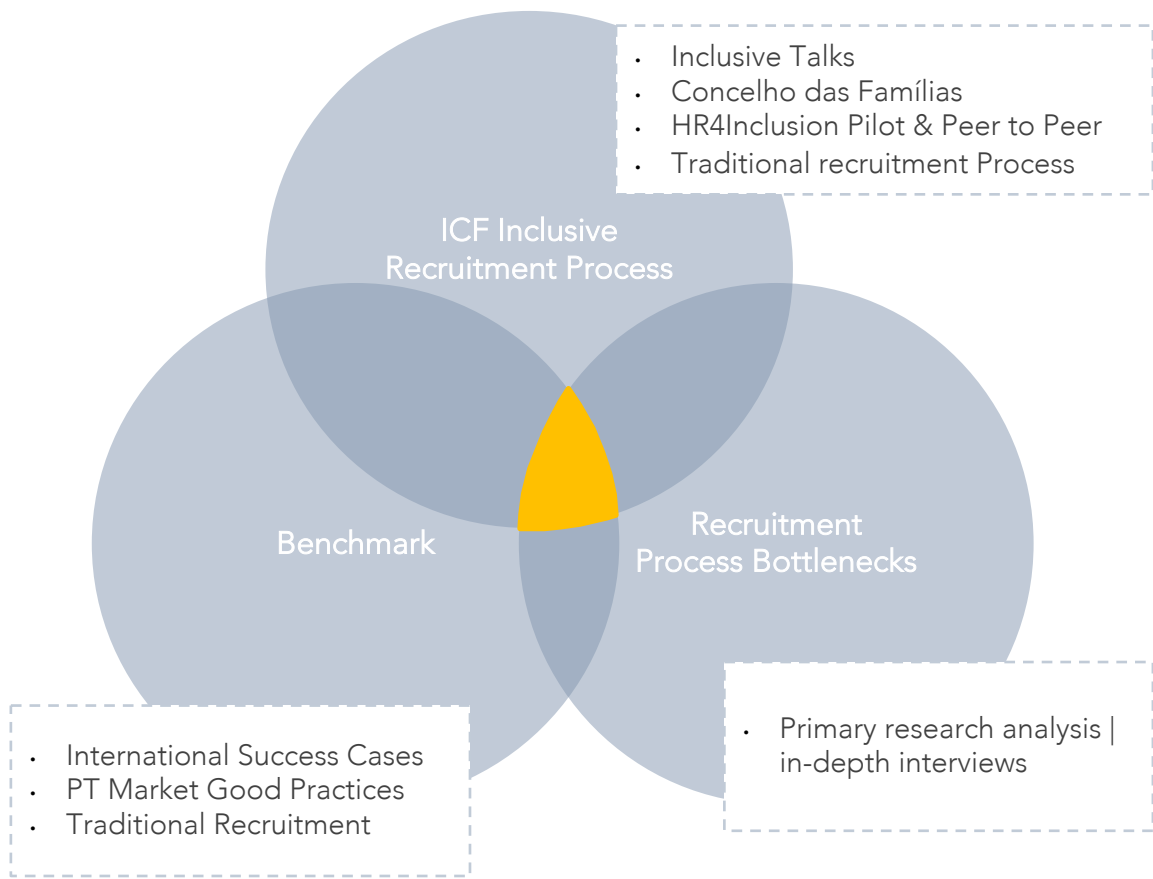 • Inclusive Talks
• Concelho das Famílias
• HR4Inclusion Pilot & Peer to Peer
• Traditional recruitment Process
ICF Inclusive
Recruitment Process
Benchmark
Recruitment
Process Bottlenecks
• International Success Cases
• PT Market Good Practices
• Traditional Recruitment
• Primary research analysis |
in-depth interviews